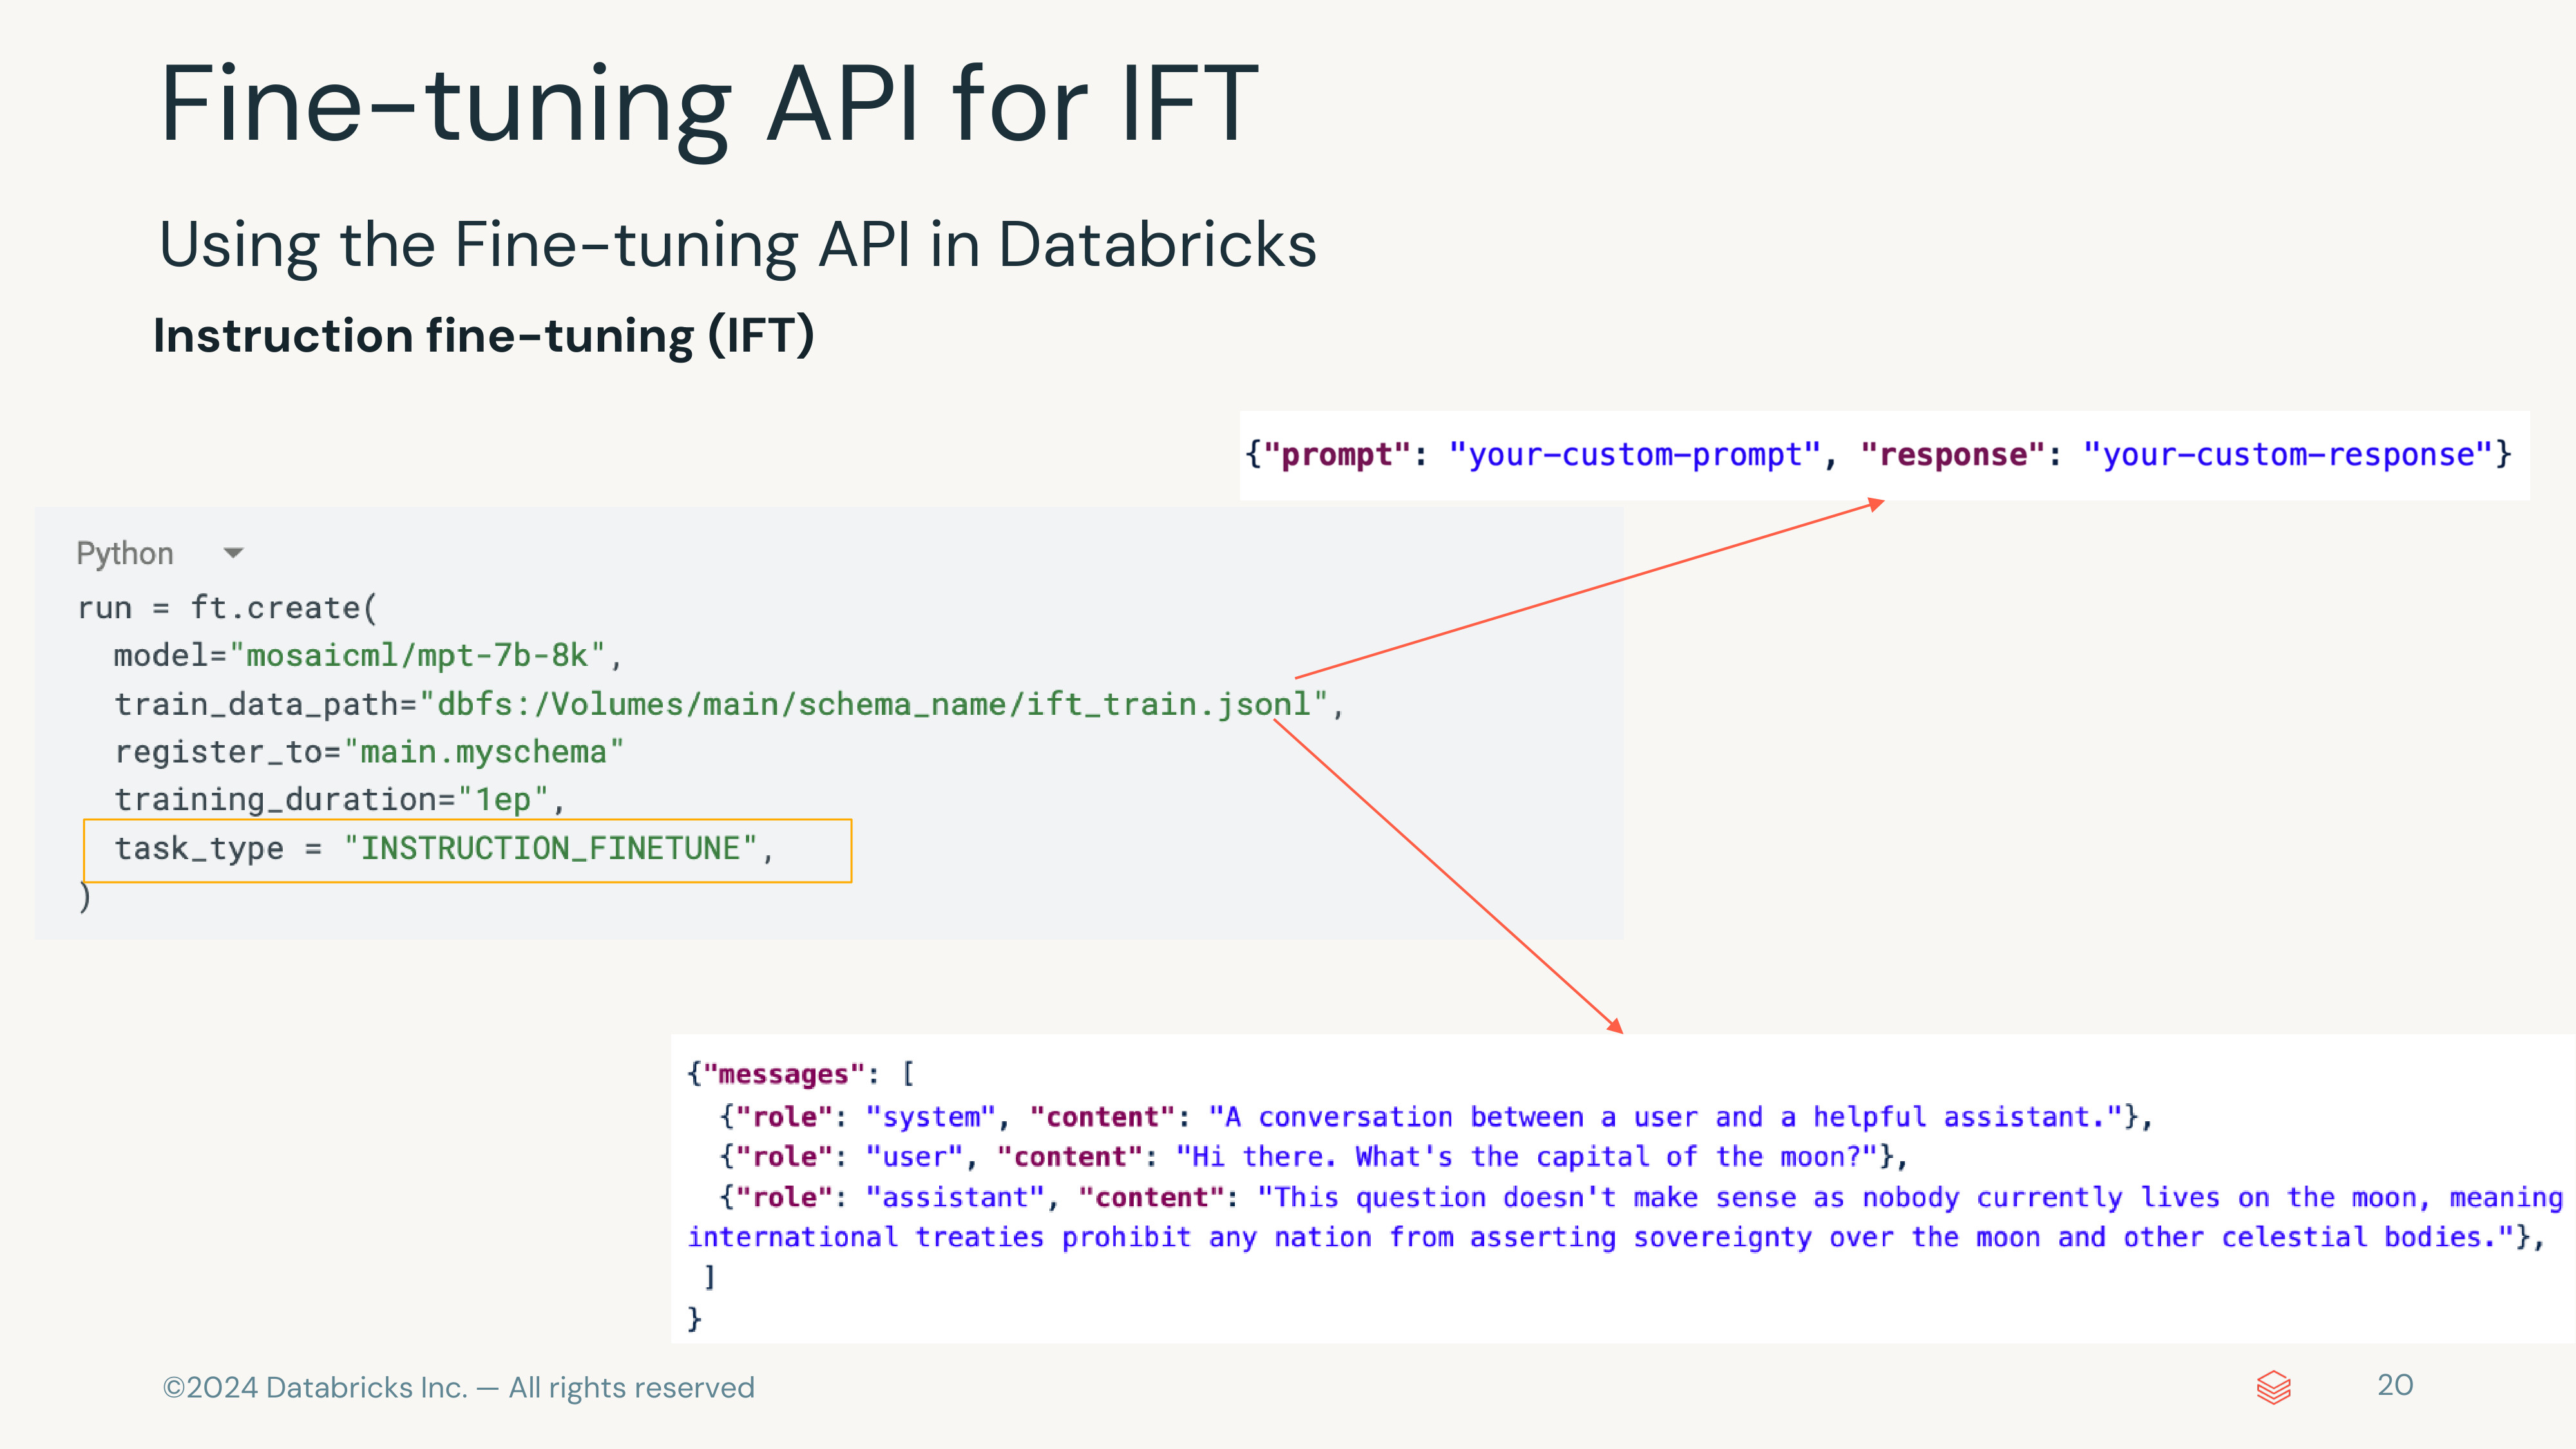 Fine-tuning API for IFT
Using the Fine-tuning API in Databricks
Instruction fine-tuning (IFT)
{"prompt": "your-custom-prompt", "response": "your-custom-response"}
Python
run = ft.create(
  model="mosaicml/mpt-7b-8k",
  train_data_path="dbfs:/Volumes/main/schema_name/ift_train.jsonl",
  register_to="main.myschema"
  training_duration="1ep",
  task_type = "INSTRUCTION_FINETUNE",
)
{"messages": [
  {"role": "system", "content": "A conversation between a user and a helpful assistant."},
  {"role": "user", "content": "Hi there. What's the capital of the moon?"},
  {"role": "assistant", "content": "This question doesn't make sense as nobody currently lives on the moon, meaning
international treaties prohibit any nation from asserting sovereignty over the moon and other celestial bodies."},
 ]
}
©2024 Databricks Inc. — All rights reserved
20